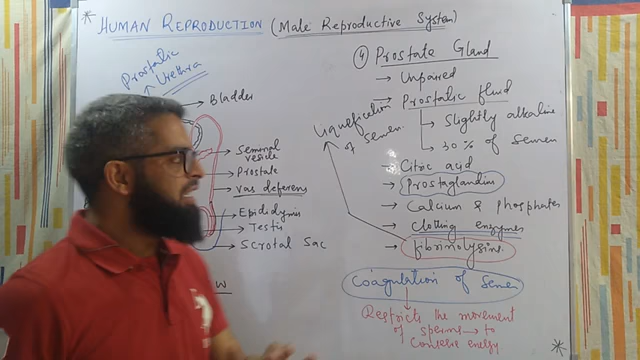 * HUMAN REPRODUCTION (Male Reproductive System)
Prostatic
Urethra
Bladder
Seminal
vesicle
Prostate
Vas deferens
Epididymis
Testis
Scrotal Sac
W
④ Prostate Gland
→ Unpaired
→ Prostatic fluid
→ Slightly alkaline
→ 30% of Semen
→ Citric acid
→ Prostaglandins
→ Calcium & Phosphates
→ Clotting enzymes
→ fibrinolysins
Liquefication
of Semen.
Coagulation of Semen
Restricts the movement
of sperms → to
Conserve energy
*